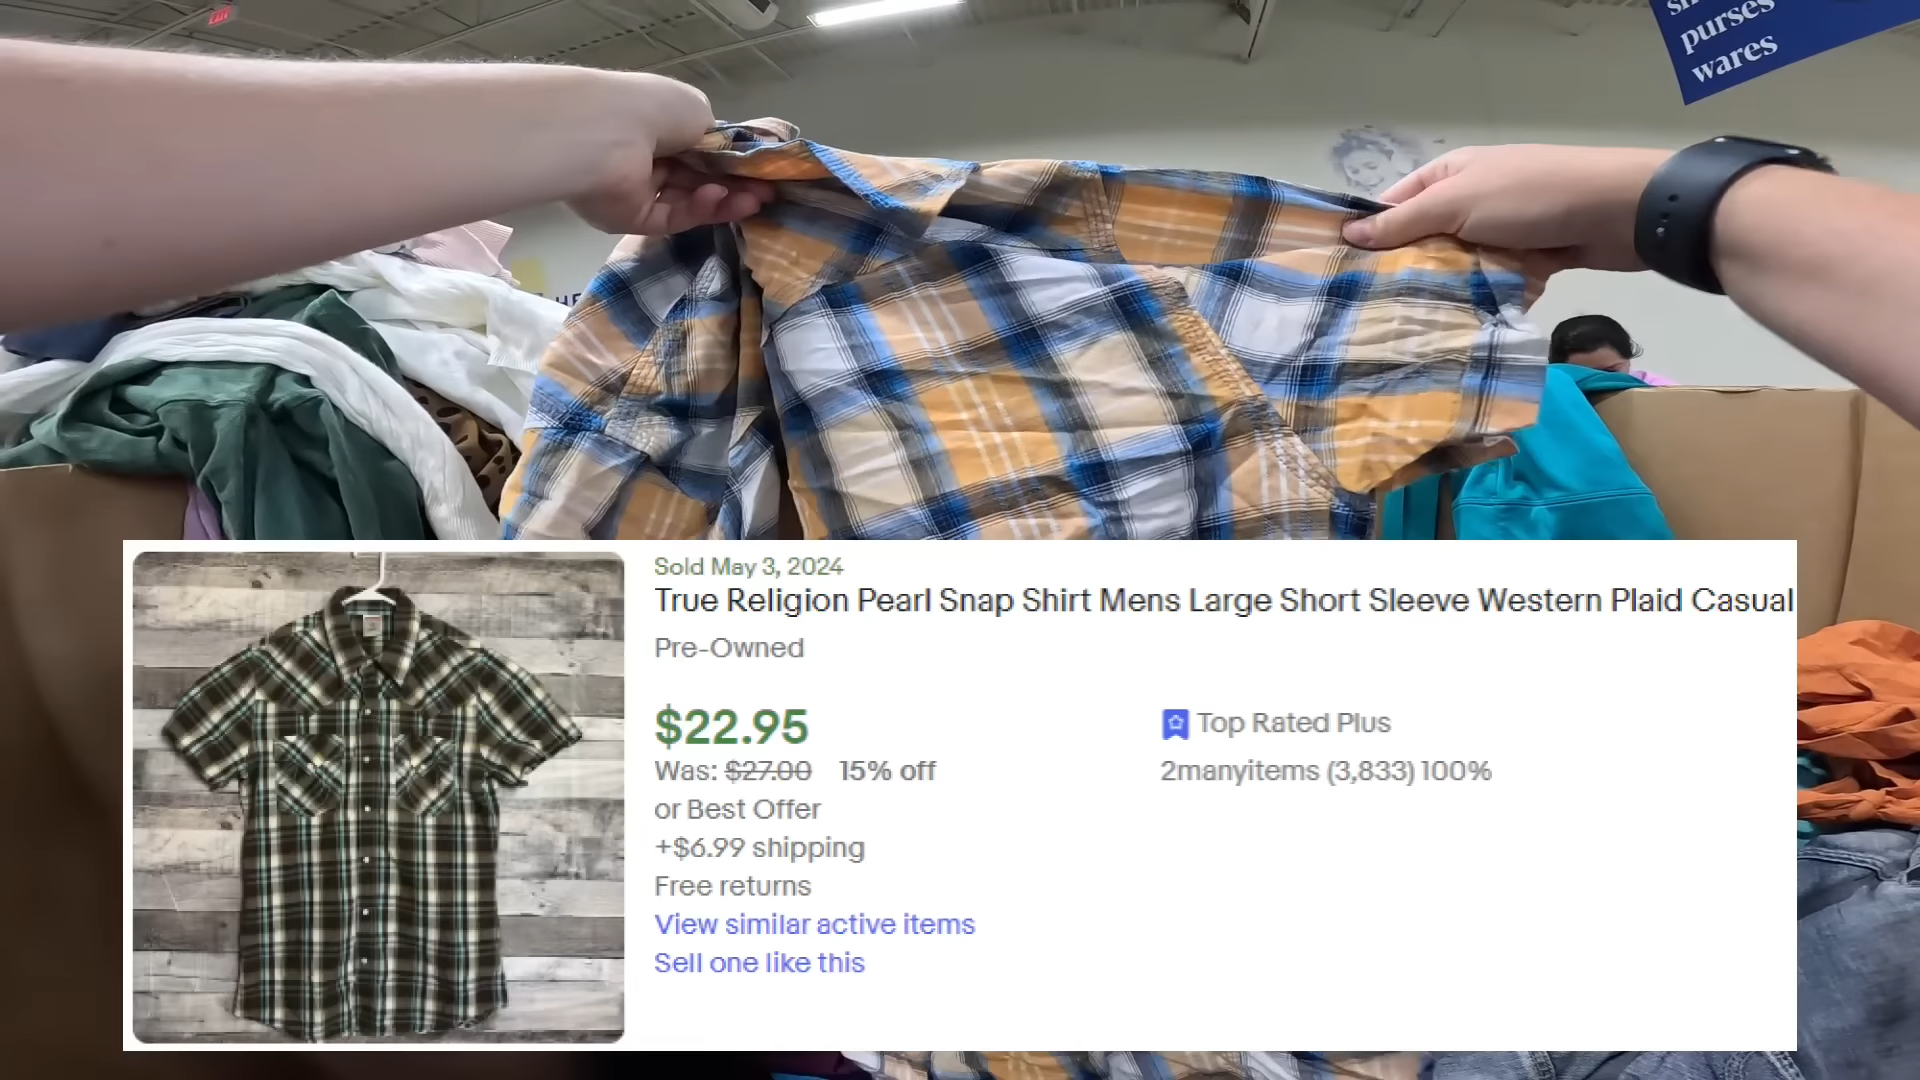 EXIT
purses
wares
HE
Sold May 3, 2024
True Religion Pearl Snap Shirt Mens Large Short Sleeve Western Plaid Casual
Pre-Owned
$22.95
Top Rated Plus
Was: $27.00 15% off
2manyitems (3,833) 100%
or Best Offer
+$6.99 shipping
Free returns
View similar active items
Sell one like this